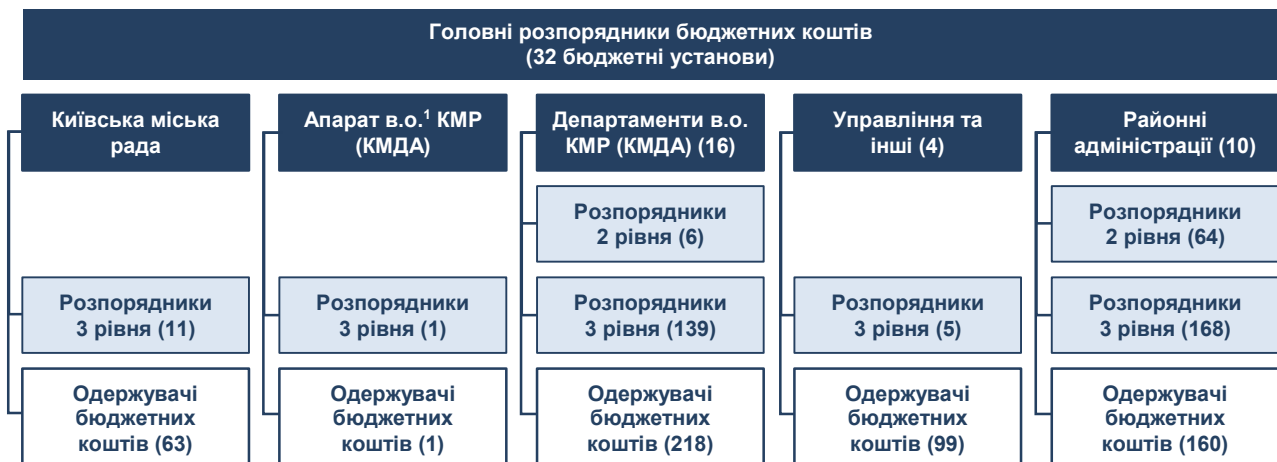 Головні розпорядники бюджетних коштів
(32 бюджетні установи)
Київська міська
рада
Апарат в.о.¹ КМР
(КМДА)
Департаменти в.о.
КМР (КМДА) (16)
Управління та
інші (4)
Районні
адміністрації (10)
Розпорядники
2 рівня (6)
Розпорядники
2 рівня (64)
Розпорядники
3 рівня (11)
Розпорядники
3 рівня (1)
Розпорядники
3 рівня (139)
Розпорядники
3 рівня (5)
Розпорядники
3 рівня (168)
Одержувачі
бюджетних
коштів (63)
Одержувачі
бюджетних
коштів (1)
Одержувачі
бюджетних
коштів (218)
Одержувачі
бюджетних
коштів (99)
Одержувачі
бюджетних
коштів (160)